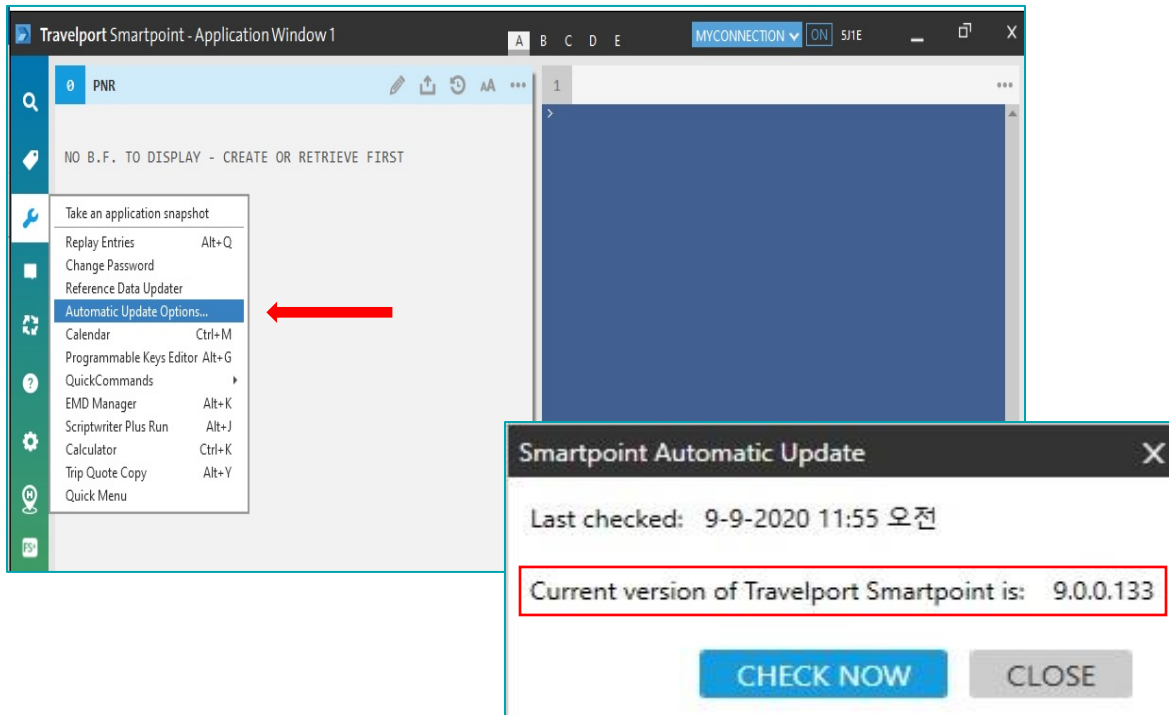 Travelport Smartpoint - Application Window 1
A B C D E
MYCONNECTION ON 5J1E
0 PNR
AA
1
>
NO B.F. TO DISPLAY - CREATE OR RETRIEVE FIRST
Take an application snapshot
Replay Entries Alt+Q
Change Password
Reference Data Updater
Automatic Update Options...
Calendar Ctrl+M
Programmable Keys Editor Alt+G
QuickCommands
EMD Manager Alt+K
Scriptwriter Plus Run Alt+J
Calculator Ctrl+K
Trip Quote Copy Alt+Y
Quick Menu
H
FS+
Smartpoint Automatic Update X
Last checked: 9-9-2020 11:55 오전
Current version of Travelport Smartpoint is: 9.0.0.133
CHECK NOW CLOSE